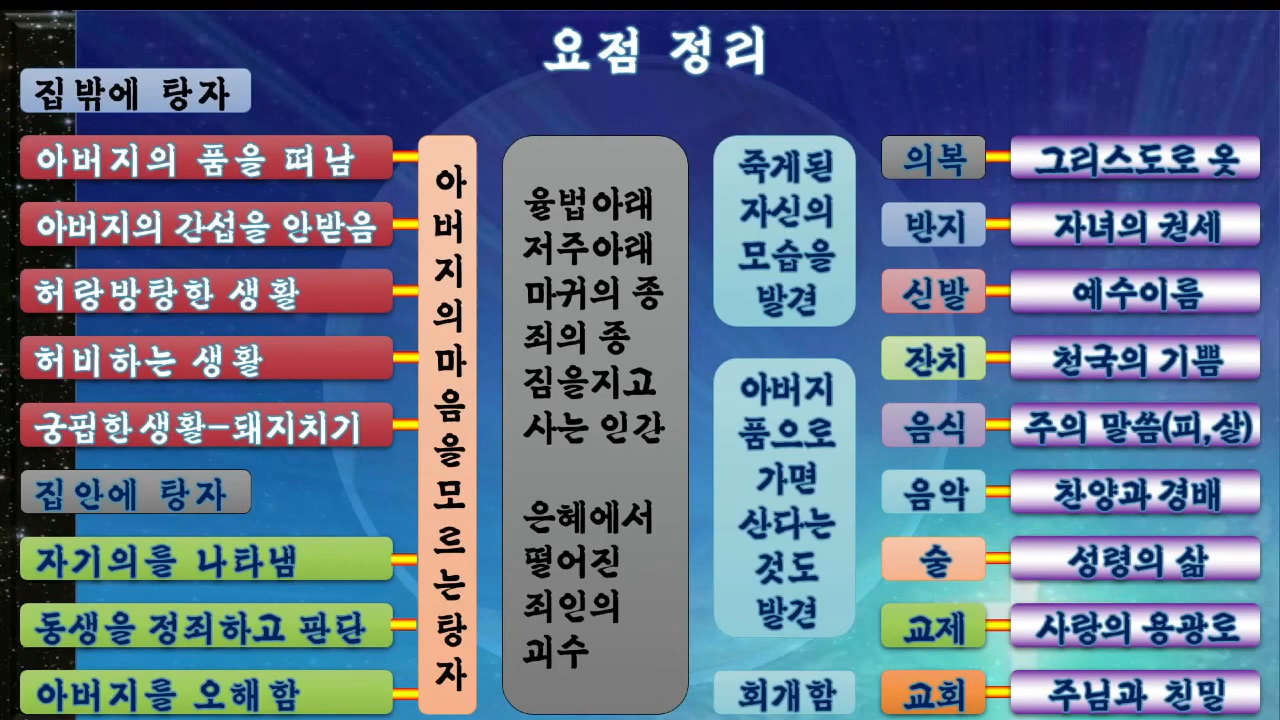 요점 정리
집밖에 탕자
아버지의 품을 떠남
아버지의 간섭을 안받음
허랑방탕한 생활
허비하는 생활
궁핍한생활-돼지치기
집안에 탕자
자기의를 나타냄
동생을 정죄하고 판단
아버지를 오해함
아버지의마음을모르는탕자
율법아래
저주아래
마귀의 종
죄의 종
짐을지고
사는 인간
은혜에서
떨어진
죄인의
괴수
죽게된
자신의
모습을
발견
아버지
품으로
가면
산다는
것도
발견
회개함
의복 그리스도로 옷
반지 자녀의 권세
신발 예수이름
잔치 천국의 기쁨
음식 주의 말씀(피,살)
음악 찬양과 경배
술 성령의 삶
교제 사랑의 용광로
교회 주님과 친밀